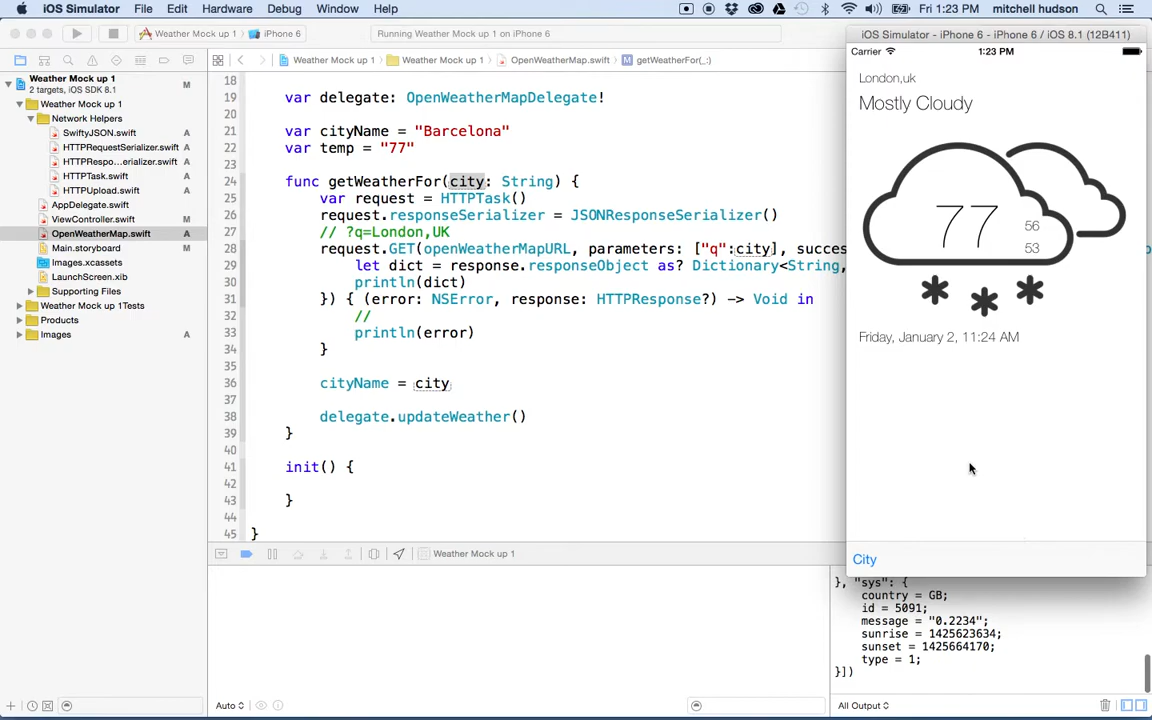 iOS Simulator File Edit Hardware Debug Window Help Fri 1:23 PM mitchell hudson
Weather Mock up 1 iPhone 6 Running Weather Mock up 1 on iPhone 6
iOS Simulator - iPhone 6 - iPhone 6 / iOS 8.1 (12B411)
Carrier 1:23 PM
Weather Mock up 1 Weather Mock up 1 OpenWeatherMap.swift M getWeatherFor(_:)
Weather Mock up 1 M
2 targets, iOS SDK 8.1
Weather Mock up 1
Network Helpers
SwiftyJSON.swift A
HTTPRequestSerializer.swift A
HTTPRespo...erializer.swift A
HTTPTask.swift A
HTTPUpload.swift A
AppDelegate.swift
ViewController.swift M
OpenWeatherMap.swift A
Main.storyboard M
Images.xcassets
LaunchScreen.xib
Supporting Files
Weather Mock up 1Tests
Products
Images A
18
19 var delegate: OpenWeatherMapDelegate!
20
21 var cityName = "Barcelona"
22 var temp = "77"
23
24 func getWeatherFor(city: String) {
25 var request = HTTPTask()
26 request.responseSerializer = JSONResponseSerializer()
27 // ?q=London,UK
28 request.GET(openWeatherMapURL, parameters: ["q":city], succes
29 let dict = response.responseObject as? Dictionary<String,
30 println(dict)
31 }) { (error: NSError, response: HTTPResponse?) -> Void in
32 //
33 println(error)
34 }
35
36 cityName = city
37
38 delegate.updateWeather()
39 }
40
41 init() {
42
43 }
44
45 }
London,uk
Mostly Cloudy
77
56
53
Friday, January 2, 11:24 AM
City
Weather Mock up 1
}, "sys": {
country = GB;
id = 5091;
message = "0.2234";
sunrise = 1425623634;
sunset = 1425664170;
type = 1;
}])
Auto
All Output